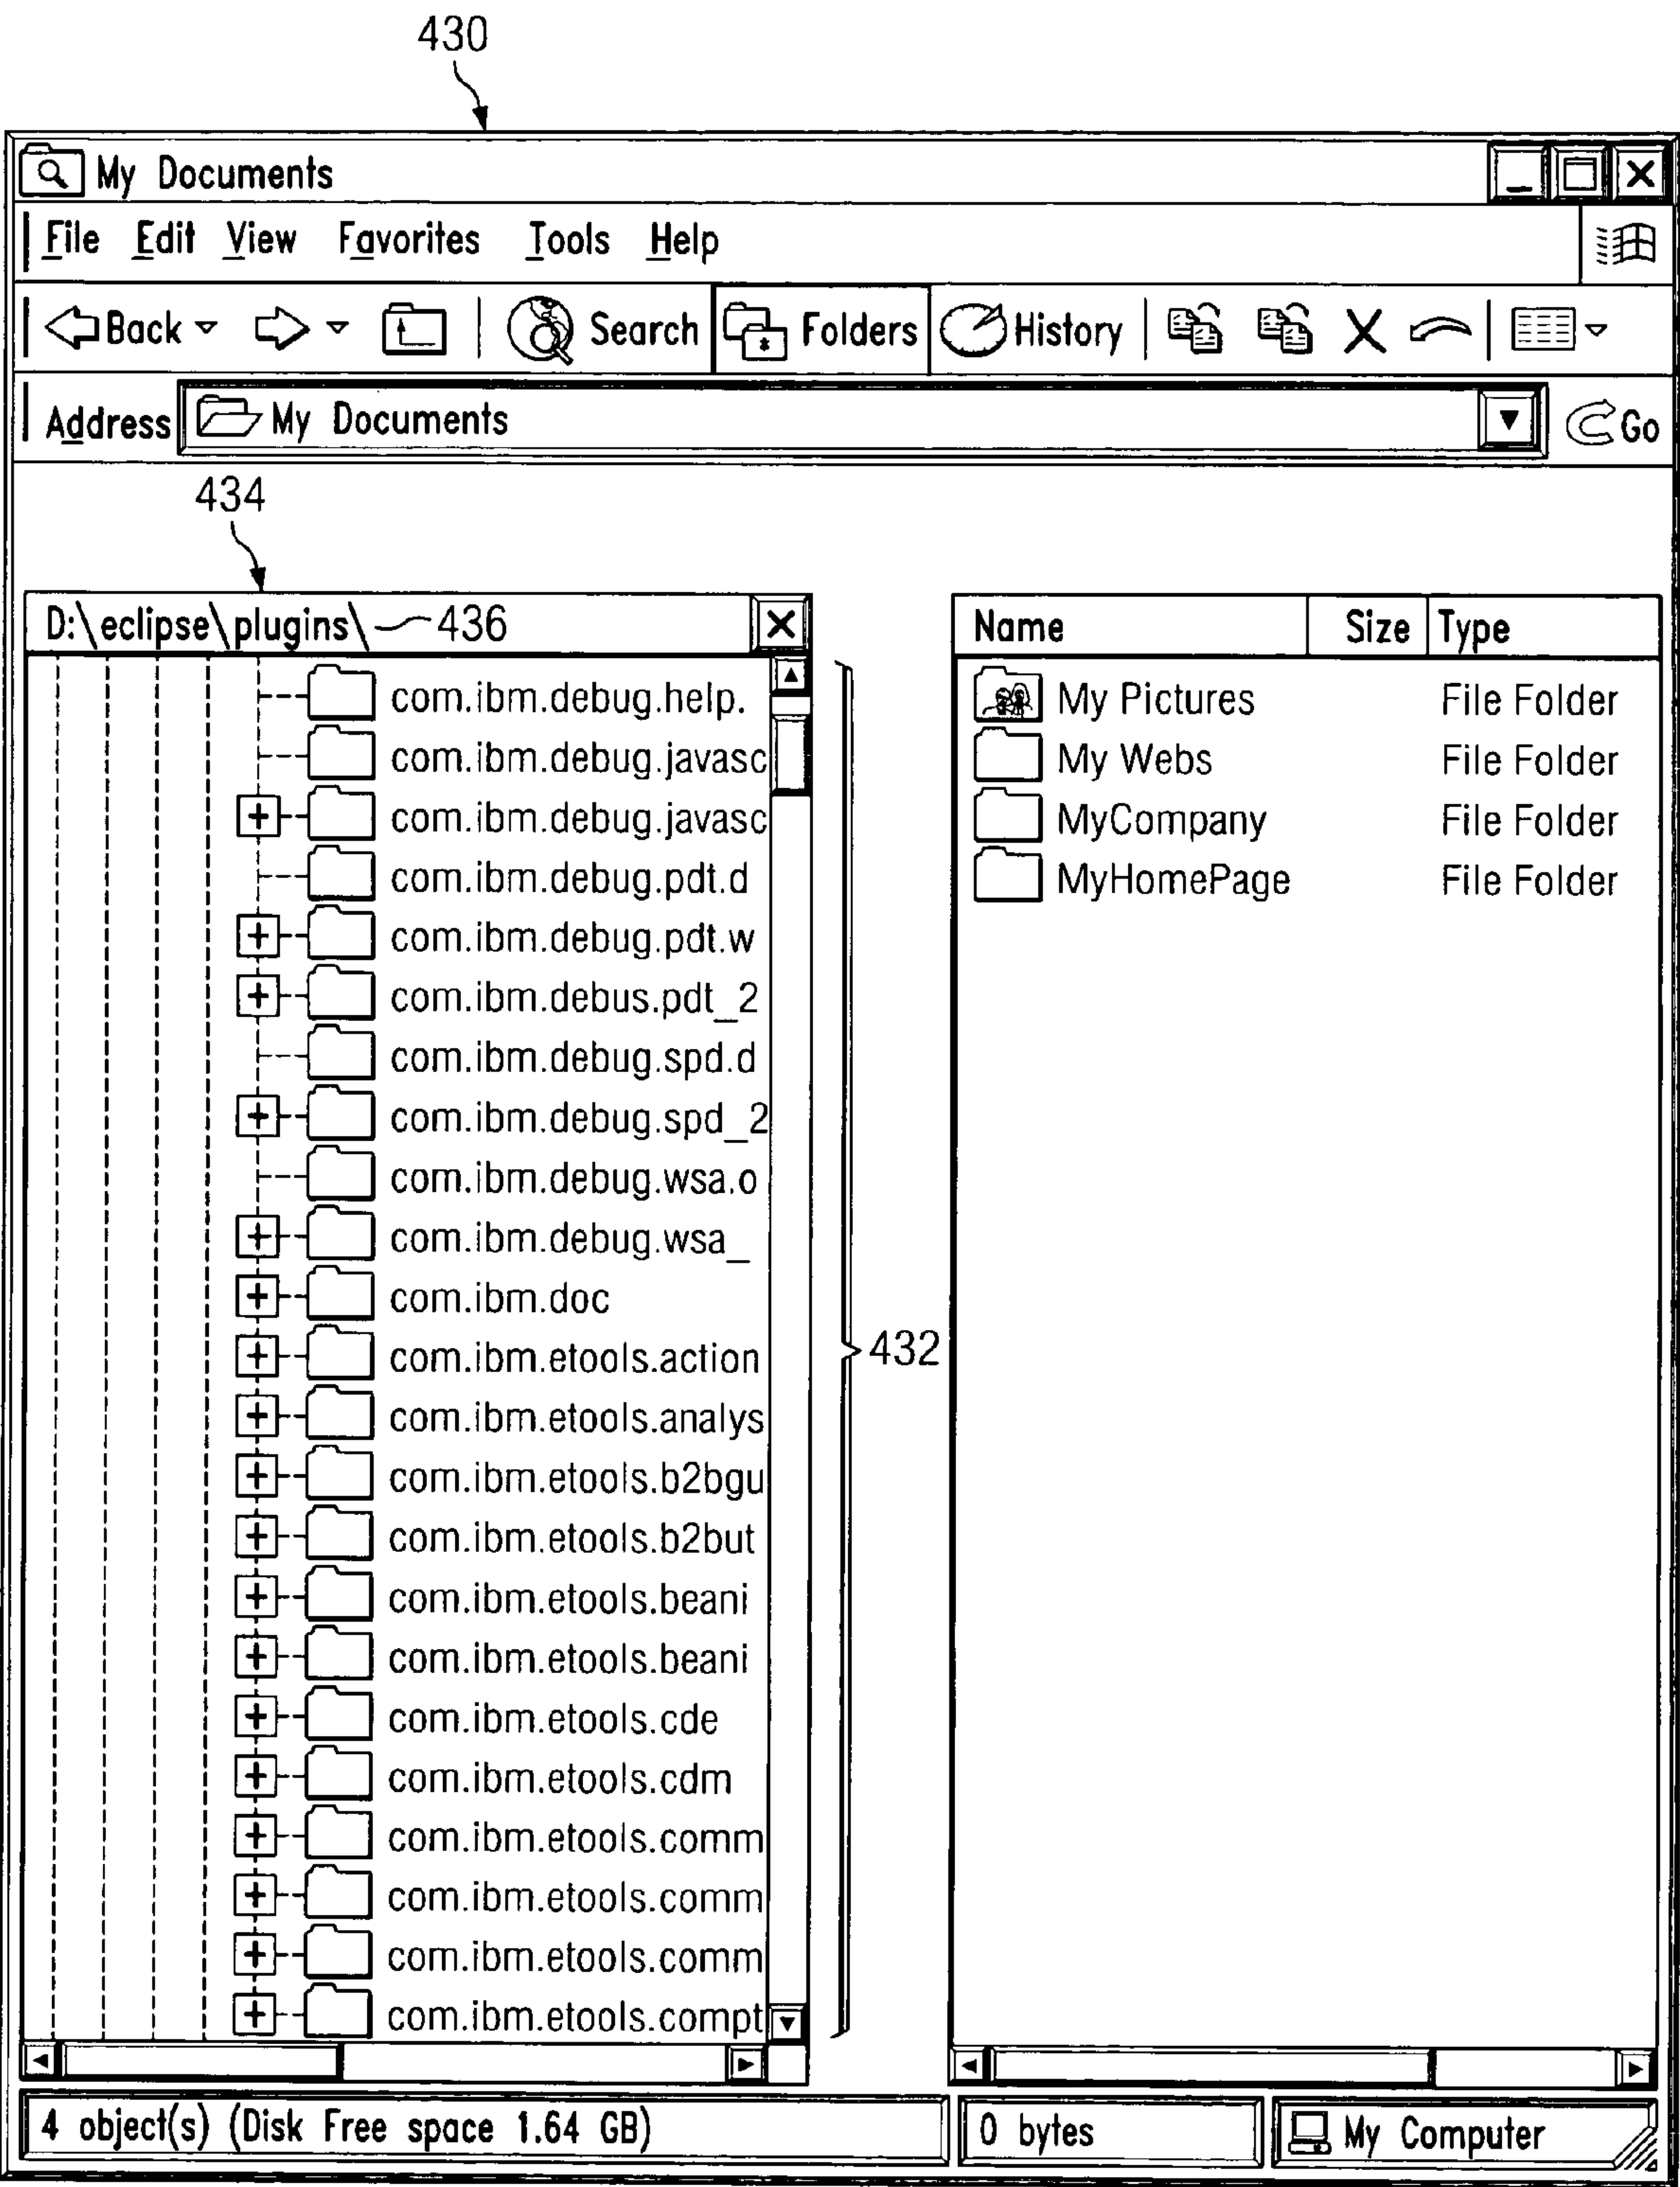 430
My Documents
File Edit View Favorites Tools Help
Back Search Folders History
Address My Documents Go
434
D:\eclipse\plugins\ 436
com.ibm.debug.help.
com.ibm.debug.javasc
com.ibm.debug.javasc
com.ibm.debug.pdt.d
com.ibm.debug.pdt.w
com.ibm.debus.pdt_2
com.ibm.debug.spd.d
com.ibm.debug.spd_2
com.ibm.debug.wsa.o
com.ibm.debug.wsa_
com.ibm.doc
com.ibm.etools.action
com.ibm.etools.analys
com.ibm.etools.b2bgu
com.ibm.etools.b2but
com.ibm.etools.beani
com.ibm.etools.beani
com.ibm.etools.cde
com.ibm.etools.cdm
com.ibm.etools.comm
com.ibm.etools.comm
com.ibm.etools.comm
com.ibm.etools.compt
432
Name Size Type
My Pictures File Folder
My Webs File Folder
MyCompany File Folder
MyHomePage File Folder
4 object(s) (Disk Free space 1.64 GB) 0 bytes My Computer